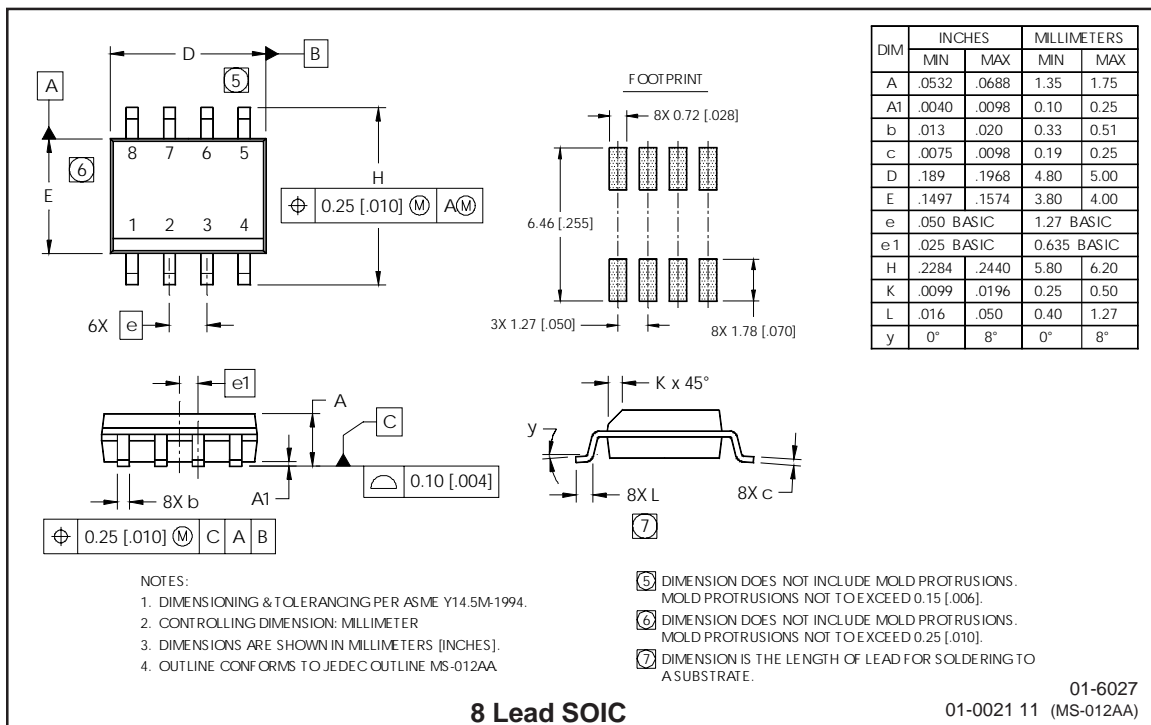 D
B
5
A
8 7 6 5
6
E
H
0.25 [.010] M A M
1 2 3 4
6X e
FOOTPRINT
8X 0.72 [.028]
6.46 [.255]
3X 1.27 [.050]
8X 1.78 [.070]
DIM INCHES MILLIMETERS
MIN MAX MIN MAX
A .0532 .0688 1.35 1.75
A1 .0040 .0098 0.10 0.25
b .013 .020 0.33 0.51
c .0075 .0098 0.19 0.25
D .189 .1968 4.80 5.00
E .1497 .1574 3.80 4.00
e .050 BASIC 1.27 BASIC
e1 .025 BASIC 0.635 BASIC
H .2284 .2440 5.80 6.20
K .0099 .0196 0.25 0.50
L .016 .050 0.40 1.27
y 0° 8° 0° 8°
e1
A
C
0.10 [.004]
A1
8X b
0.25 [.010] M C A B
K x 45°
y
8X L
8X c
7
NOTES:
1. DIMENSIONING & TOLERANCING PER ASME Y14.5M-1994.
2. CONTROLLING DIMENSION: MILLIMETER
3. DIMENSIONS ARE SHOWN IN MILLIMETERS [INCHES].
4. OUTLINE CONFORMS TO JEDEC OUTLINE MS-012AA.
5 DIMENSION DOES NOT INCLUDE MOLD PROTRUSIONS.
MOLD PROTRUSIONS NOT TO EXCEED 0.15 [.006].
6 DIMENSION DOES NOT INCLUDE MOLD PROTRUSIONS.
MOLD PROTRUSIONS NOT TO EXCEED 0.25 [.010].
7 DIMENSION IS THE LENGTH OF LEAD FOR SOLDERING TO
A SUBSTRATE.
8 Lead SOIC
01-6027
01-0021 11 (MS-012AA)